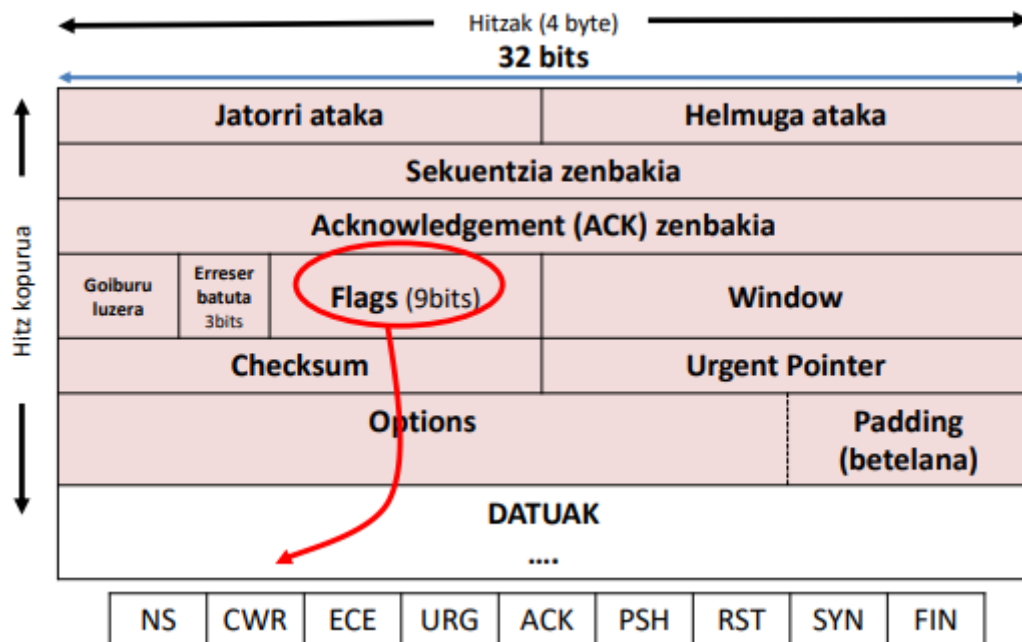 Hitzak (4 byte)
32 bits
Hitz kopurua
Jatorri ataka Helmuga ataka
Sekuentzia zenbakia
Acknowledgement (ACK) zenbakia
Goiburu
luzera
Erreser
batuta
3bits
Flags (9bits)
Window
Checksum Urgent Pointer
Options
Padding
(betelana)
DATUAK
....
NS CWR ECE URG ACK PSH RST SYN FIN